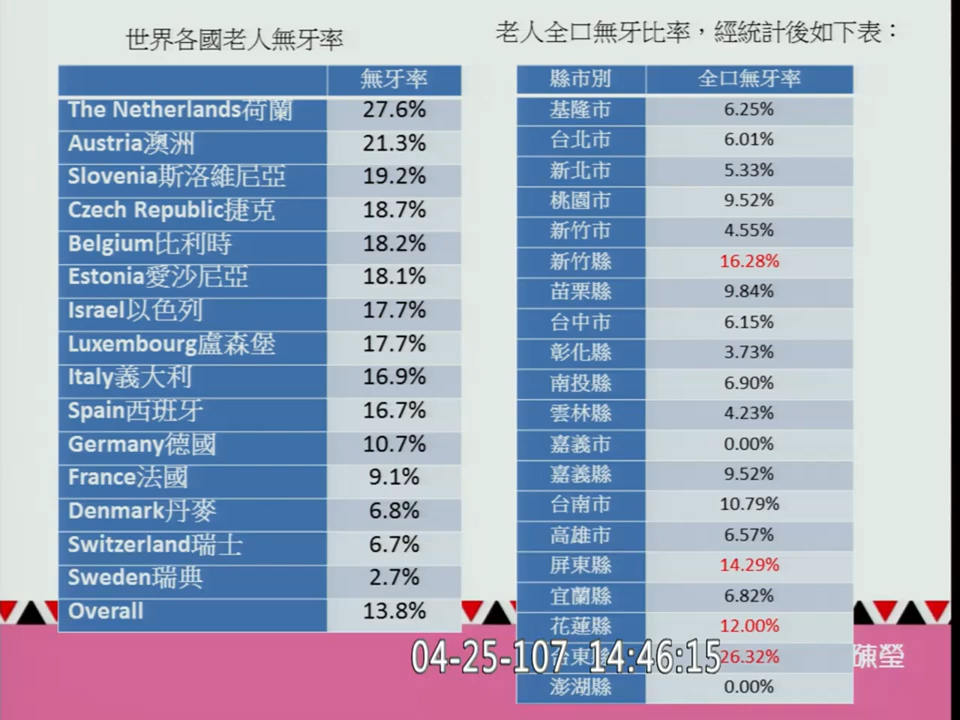 世界各國老人無牙率
無牙率
The Netherlands荷蘭 27.6%
Austria澳洲 21.3%
Slovenia斯洛維尼亞 19.2%
Czech Republic捷克 18.7%
Belgium比利時 18.2%
Estonia愛沙尼亞 18.1%
Israel以色列 17.7%
Luxembourg盧森堡 17.7%
Italy義大利 16.9%
Spain西班牙 16.7%
Germany德國 10.7%
France法國 9.1%
Denmark丹麥 6.8%
Switzerland瑞士 6.7%
Sweden瑞典 2.7%
Overall 13.8%
老人全口無牙比率，經統計後如下表：
縣市別 全口無牙率
基隆市 6.25%
台北市 6.01%
新北市 5.33%
桃園市 9.52%
新竹市 4.55%
新竹縣 16.28%
苗栗縣 9.84%
台中市 6.15%
彰化縣 3.73%
南投縣 6.90%
雲林縣 4.23%
嘉義市 0.00%
嘉義縣 9.52%
台南市 10.79%
高雄市 6.57%
屏東縣 14.29%
宜蘭縣 6.82%
花蓮縣 12.00%
台東縣 26.32%
澎湖縣 0.00%
04-25-107 14:46:15
陳瑩